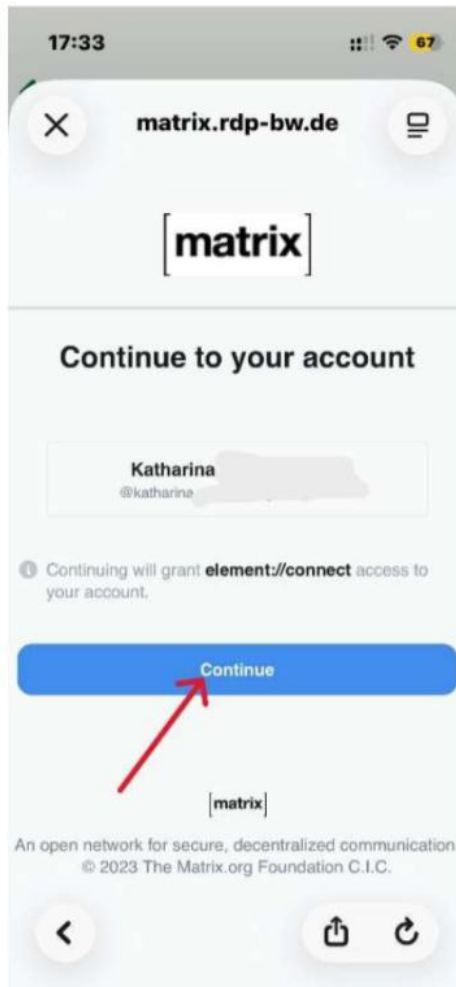 17:33
67
matrix.rdp-bw.de
[matrix]
Continue to your account
Katharina
@katharina
Continuing will grant element://connect access to
your account.
Continue
[matrix]
An open network for secure, decentralized communication
© 2023 The Matrix.org Foundation C.I.C.